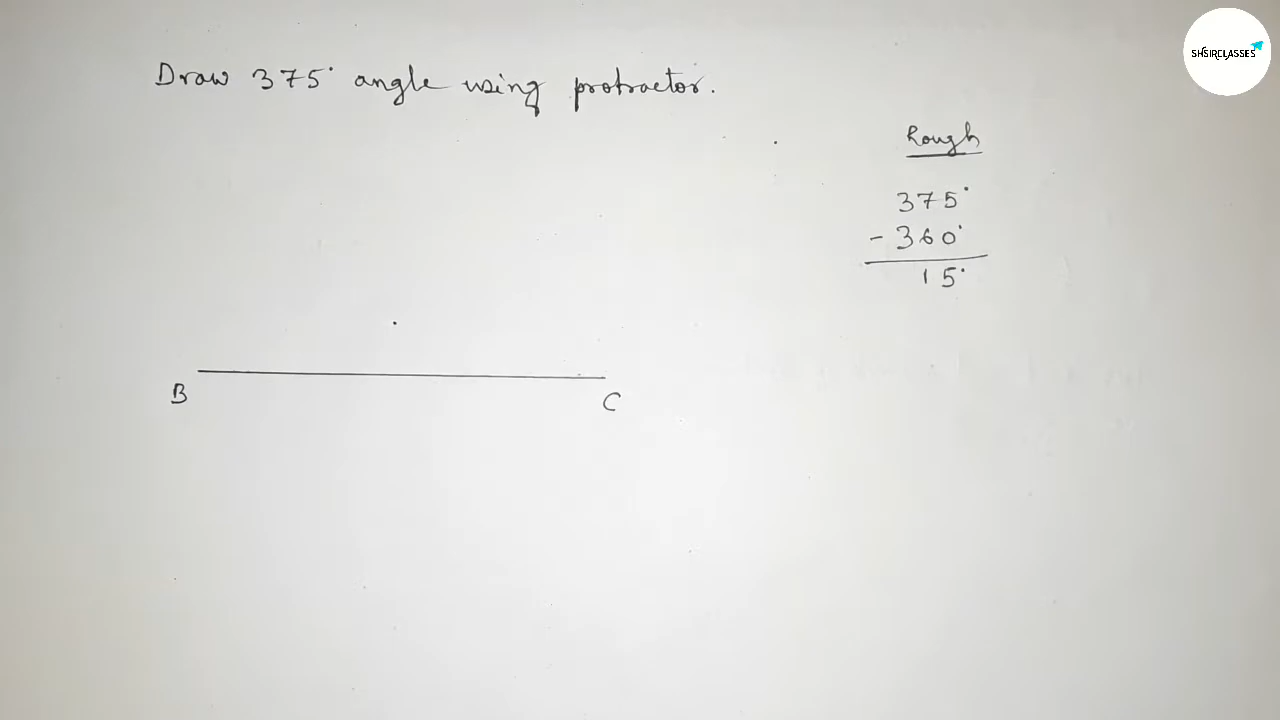 SHSIRCLASSES
Draw 375° angle using protractor.
Rough
375°
- 360°
15°
B
C